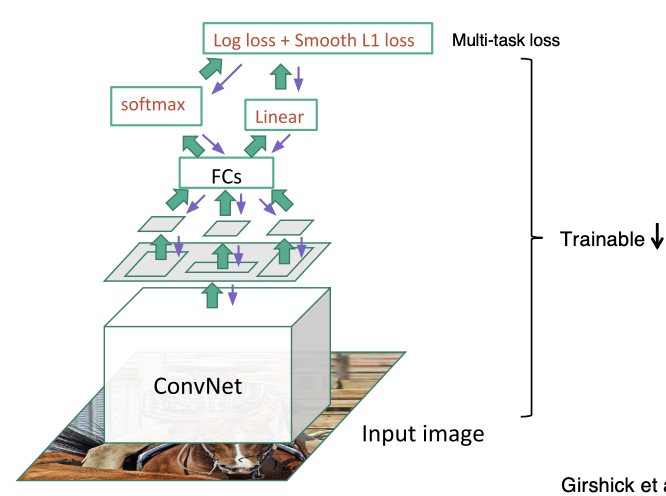 Log loss + Smooth L1 loss
Multi-task loss
softmax
Linear
FCs
Trainable
ConvNet
Input image
Girshick et